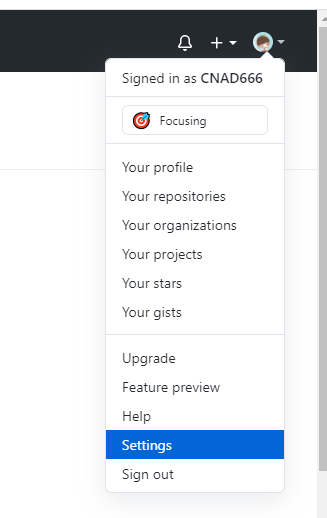 Signed in as CNAD666
Focusing
Your profile
Your repositories
Your organizations
Your projects
Your stars
Your gists
Upgrade
Feature preview
Help
Settings
Sign out